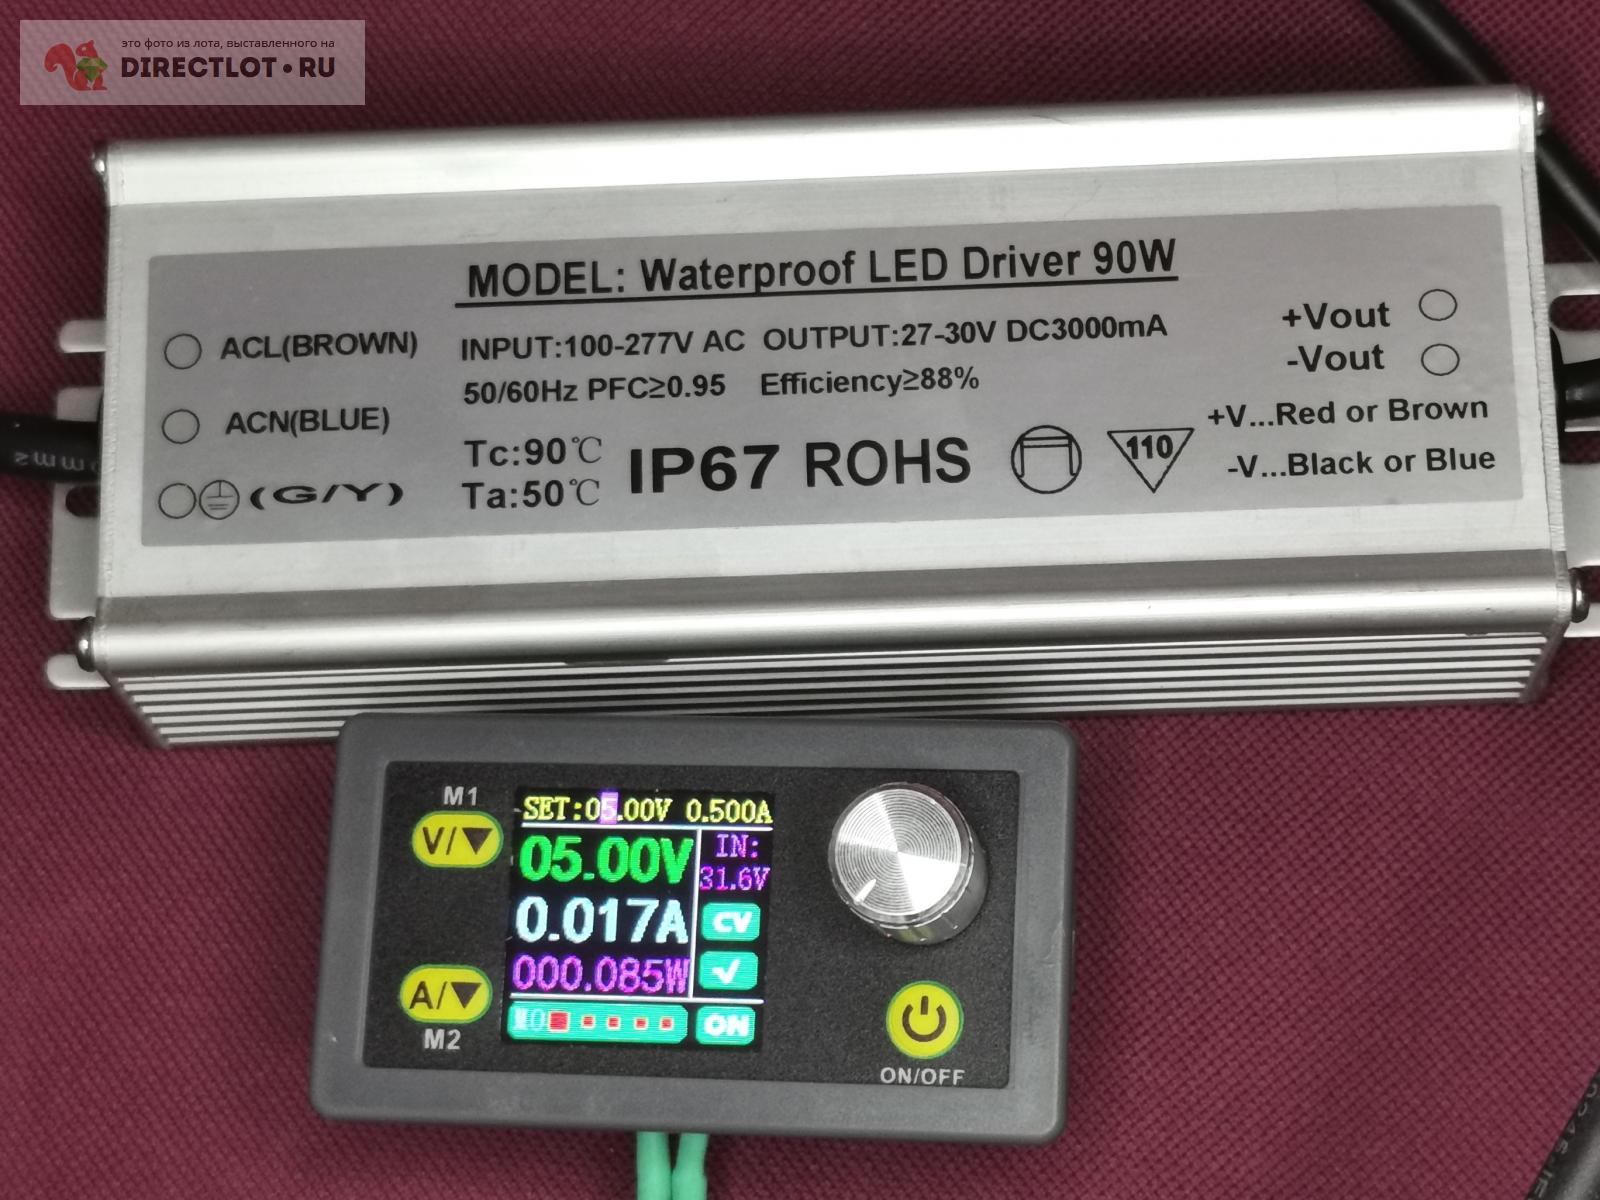 это фото из лота, выставленного на
DIRECTLOT•RU
MODEL: Waterproof LED Driver 90W
ACL(BROWN)
INPUT:100-277V AC OUTPUT:27-30V DC3000mA
+Vout
-Vout
50/60Hz PFC≥0.95 Efficiency≥88%
ACN(BLUE)
+V...Red or Brown
Tc:90℃
IP67 ROHS
110
-V...Black or Blue
(G/Y)
Ta:50℃
M1
V/▼
SET:05.00V 0.500A
05.00V
IN:
31.6V
0.017A
CV
000.085W
A/▼
M2
M0
ON
ON/OFF